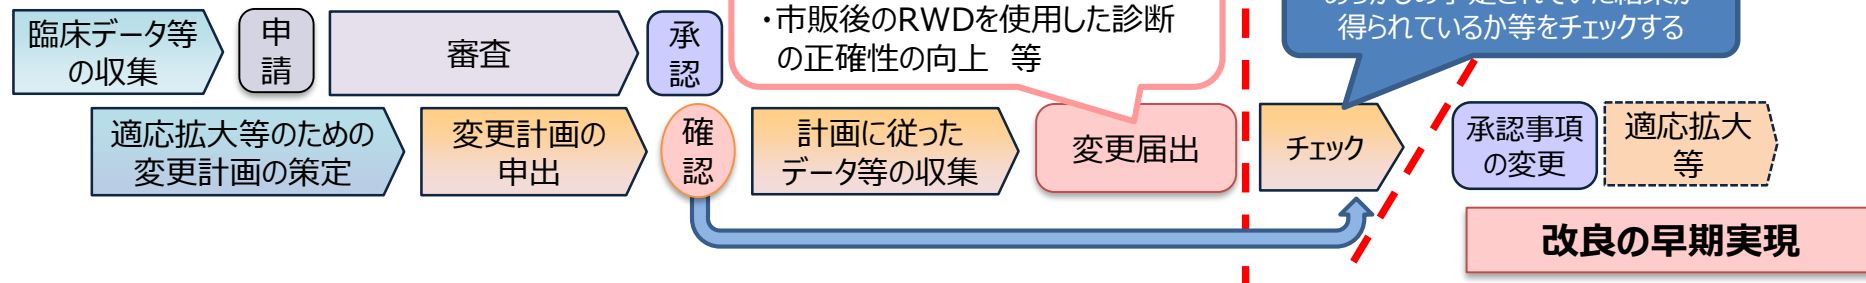 臨床データ等
の収集
申
請
審査
承
認
・市販後のRWDを使用した診断
の正確性の向上　等
得られているか等をチェックする
適応拡大等のための
変更計画の策定
変更計画の
申出
確
認
計画に従った
データ等の収集
変更届出
チェック
承認事項
の変更
適応拡大
等
改良の早期実現